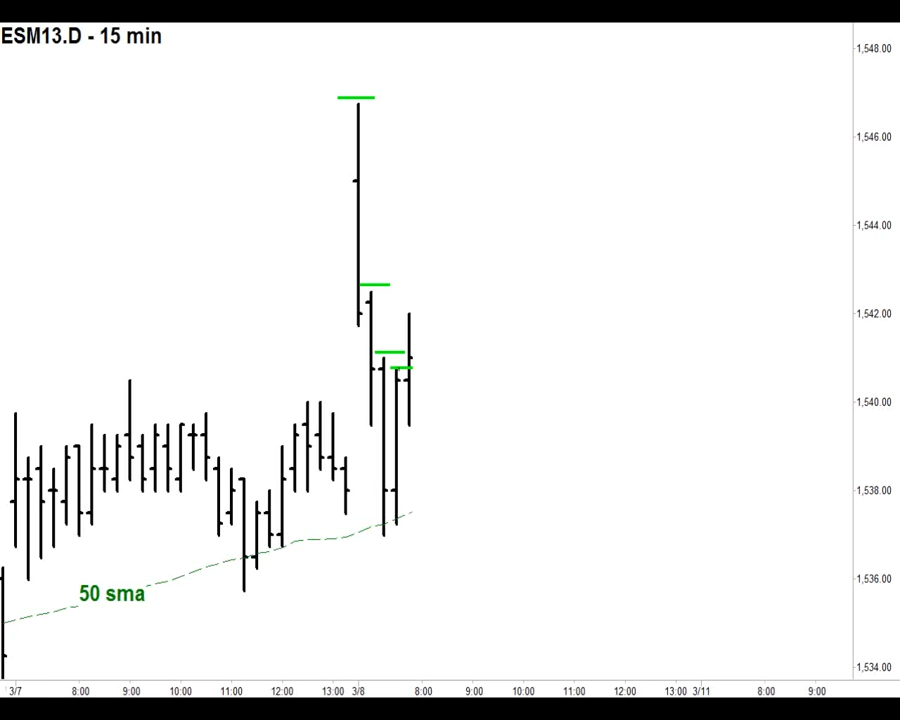 ESM13.D - 15 min
1,548.00
1,546.00
1,544.00
1,542.00
1,540.00
1,538.00
1,536.00
1,534.00
50 sma
3/7 8:00 9:00 10:00 11:00 12:00 13:00 3/8 8:00 9:00 10:00 11:00 12:00 13:00 3/11 8:00 9:00